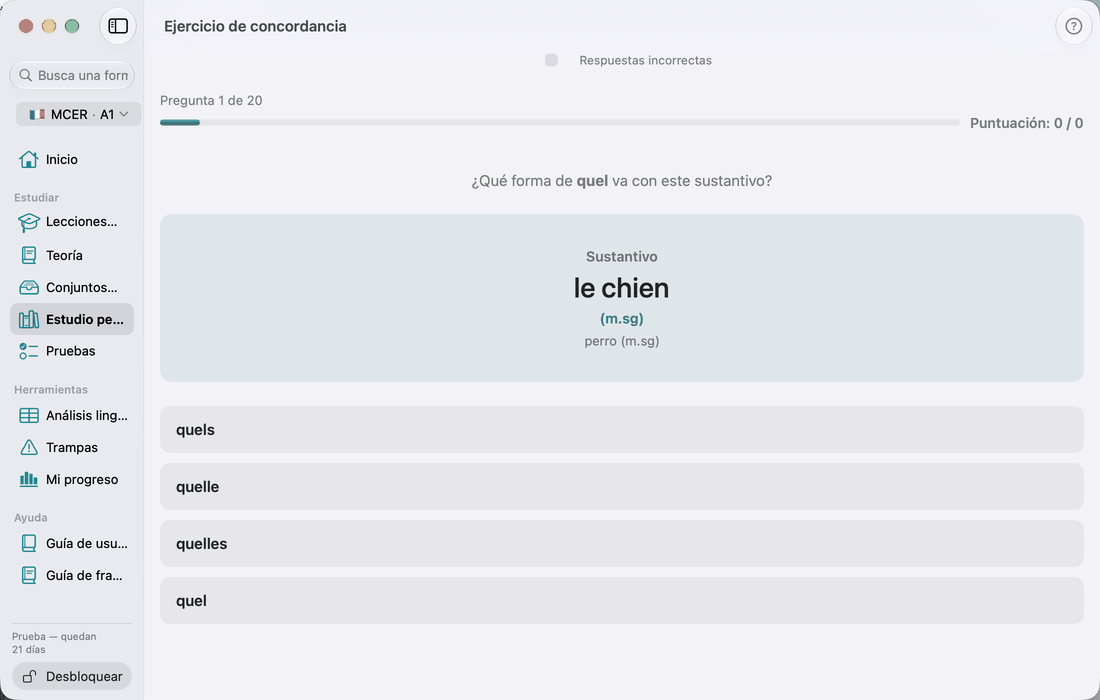 Ejercicio de concordancia
Respuestas incorrectas
Busca una forn
MCER · A1
Inicio
Estudiar
Lecciones...
Teoría
Conjuntos...
Estudio pe...
Pruebas
Herramientas
Análisis ling...
Trampas
Mi progreso
Ayuda
Guía de usu...
Guía de fra...
Prueba — quedan
21 días
Desbloquear
Pregunta 1 de 20
Puntuación: 0 / 0
¿Qué forma de quel va con este sustantivo?
Sustantivo
le chien
(m.sg)
perro (m.sg)
quels
quelle
quelles
quel